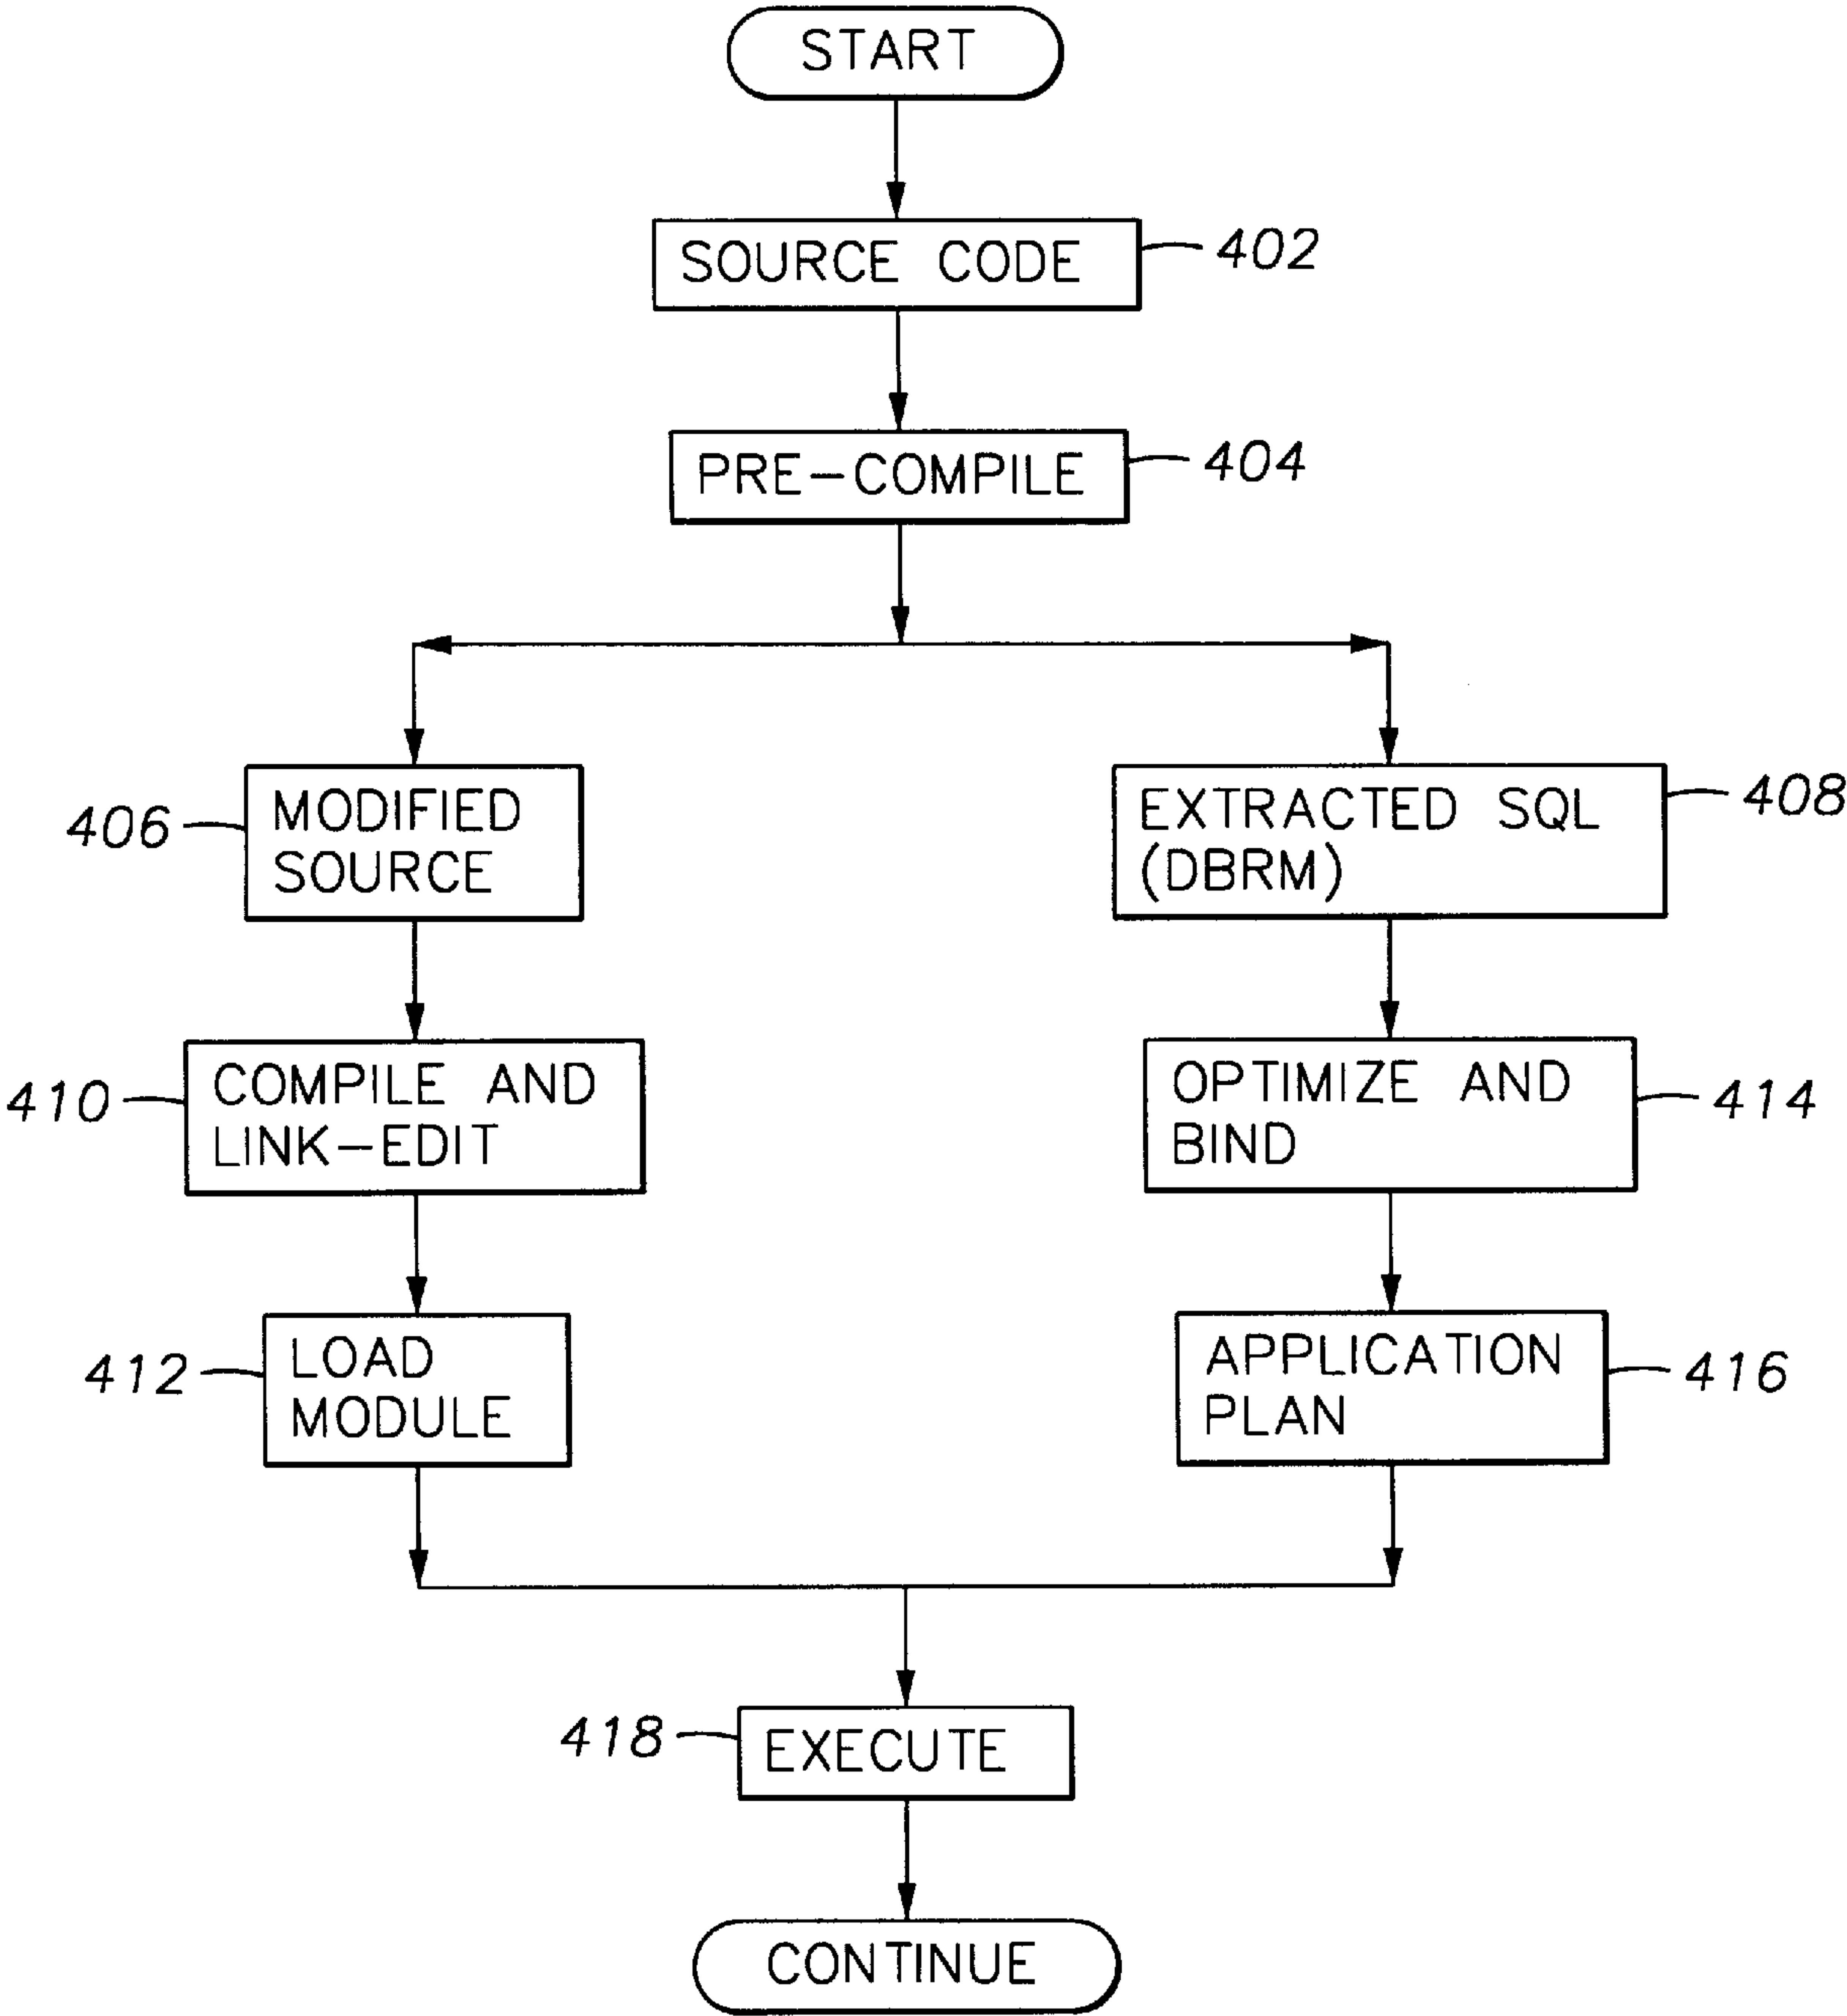 START
SOURCE CODE
402
PRE-COMPILE
404
MODIFIED
SOURCE
406
EXTRACTED SQL
(DBRM)
408
COMPILE AND
LINK-EDIT
410
OPTIMIZE AND
BIND
414
LOAD
MODULE
412
APPLICATION
PLAN
416
EXECUTE
418
CONTINUE